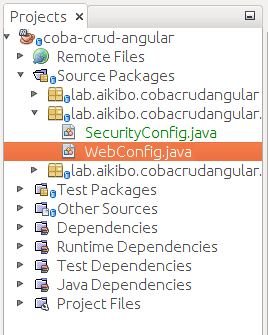 Projects
coba-crud-angular
Remote Files
Source Packages
lab.aikibo.cobacrudangular
lab.aikibo.cobacrudangular.
SecurityConfig.java
WebConfig.java
lab.aikibo.cobacrudangular.
Test Packages
Other Sources
Dependencies
Runtime Dependencies
Test Dependencies
Java Dependencies
Project Files